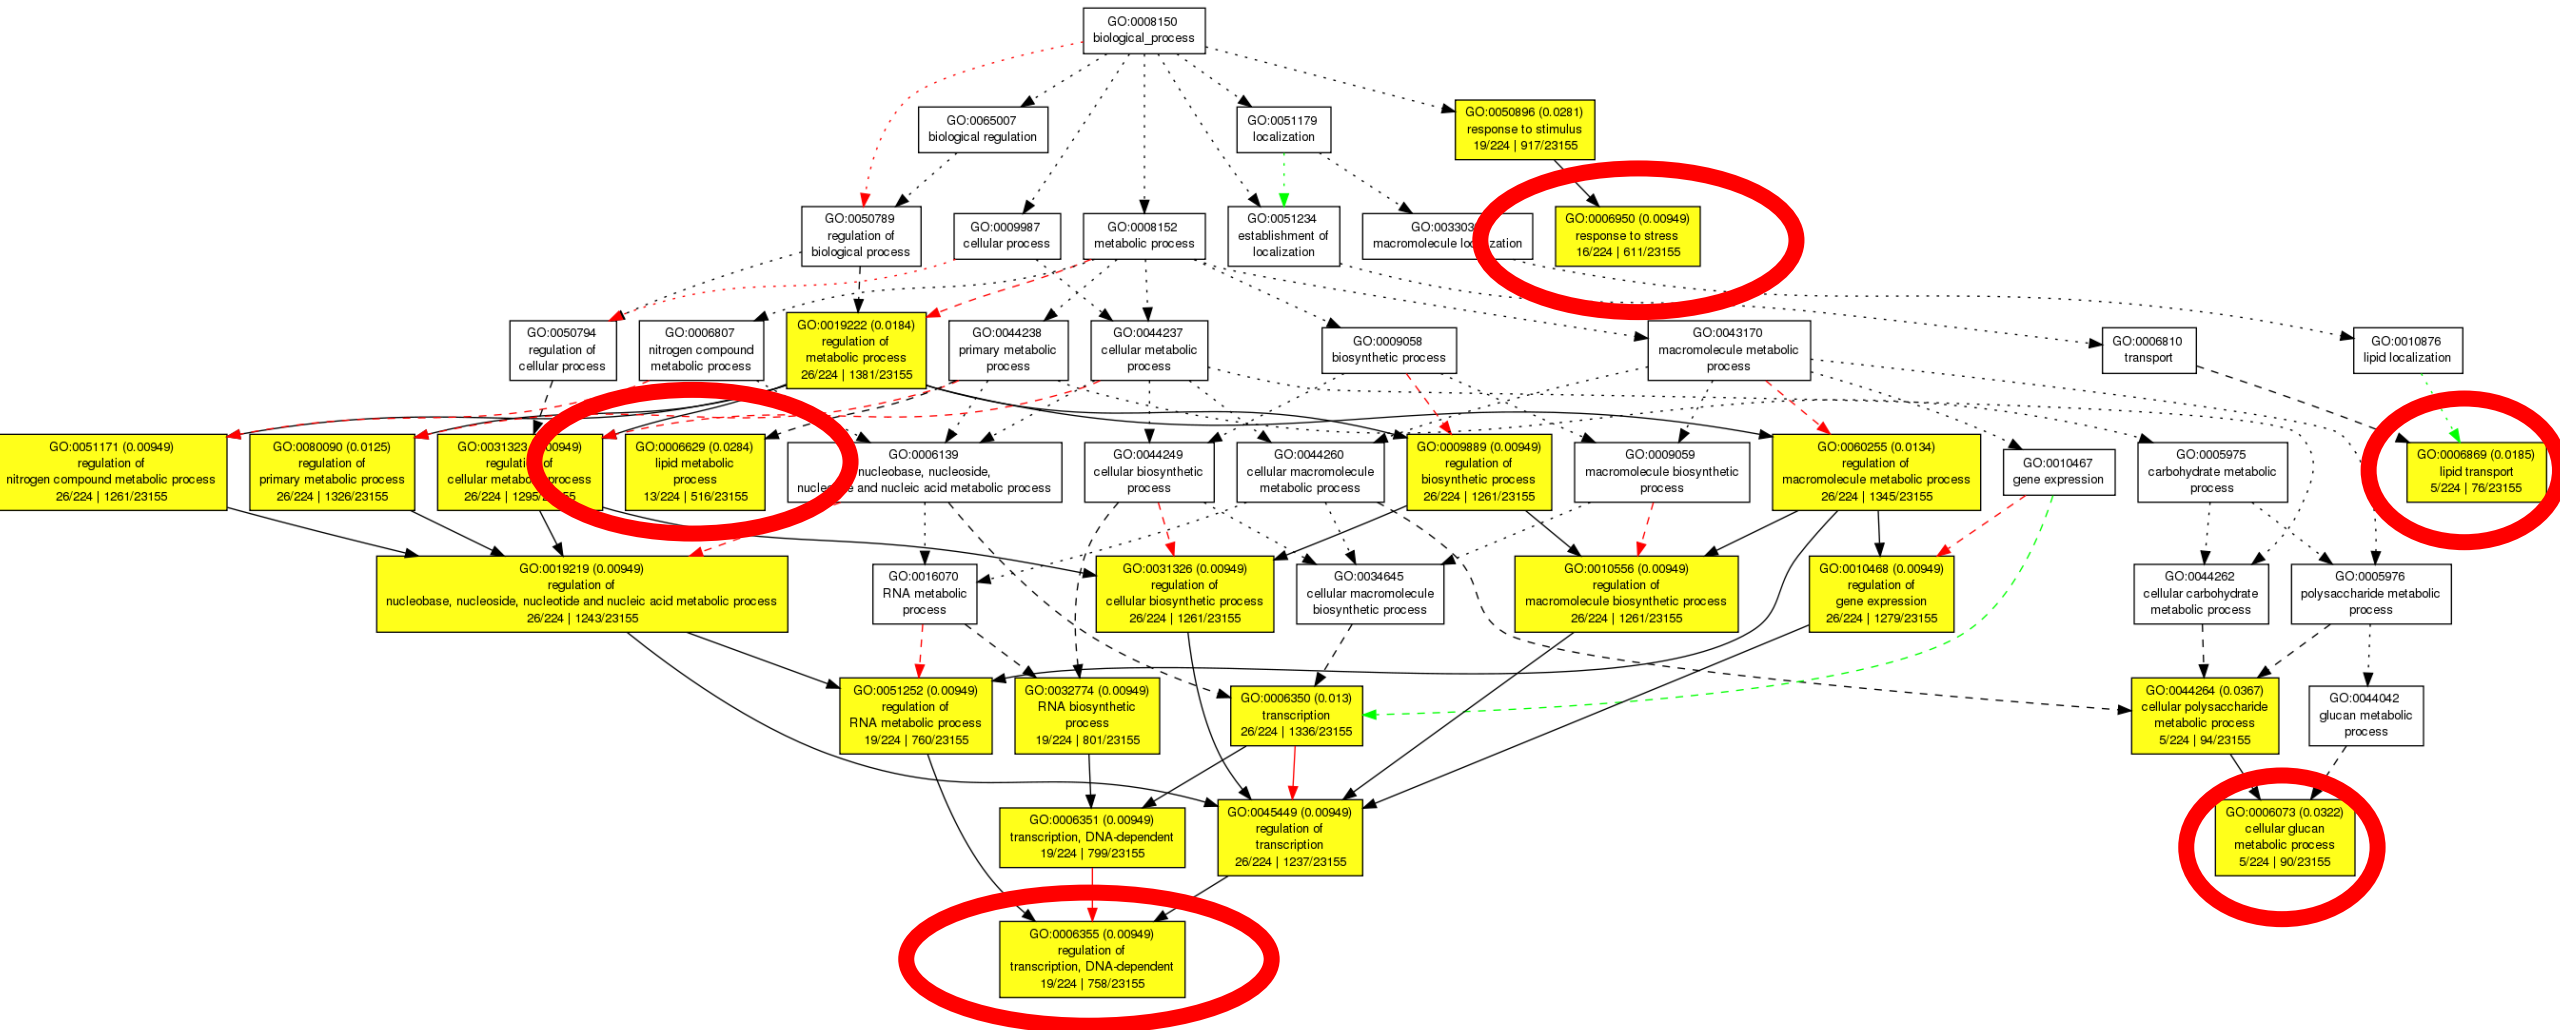 GO:0008150
biological_process
GO:0065007
biological regulation
GO:0051179
localization
GO:0050896 (0.0281)
response to stimulus
19/224 | 917/23155
GO:0050789
regulation of
biological process
GO:0009987
cellular process
GO:0008152
metabolic process
GO:0051234
establishment of
localization
macromolecule
GO:0006950 (0.00949)
response to stress
16/224 | 611/23155
GO:0050794
regulation of
cellular process
GO:0006807
nitrogen compound
metabolic process
GO:0019222 (0.0184)
regulation of
metabolic process
26/224 | 1381/23155
GO:0044238
primary metabolic
process
GO:0044237
cellular metabolic
process
GO:0009058
biosynthetic process
GO:0043170
macromolecule metabolic
process
GO:0006810
transport
GO:0010876
lipid localization
GO:0051171 (0.00949)
regulation of
nitrogen compound metabolic process
26/224 | 1261/23155
GO:0080090 (0.0125)
regulation of
primary metabolic process
26/224 | 1326/23155
GO:0031323 (0.00949)
regulation of
cellular metabolic process
26/224 | 1295/23155
GO:0006629 (0.0284)
lipid metabolic
process
13/224 | 516/23155
GO:0006139
nucleobase, nucleoside,
and nucleic acid metabolic process
GO:0044249
cellular biosynthetic
process
GO:0044260
cellular macromolecule
metabolic process
GO:0009889 (0.00949)
regulation of
biosynthetic process
26/224 | 1261/23155
GO:0009059
macromolecule biosynthetic
process
GO:0060255 (0.0134)
regulation of
macromolecule metabolic process
26/224 | 1345/23155
GO:0010467
gene expression
GO:0005975
carbohydrate metabolic
process
GO:0006869 (0.0185)
lipid transport
5/224 | 76/23155
GO:0019219 (0.00949)
regulation of
nucleobase, nucleoside, nucleotide and nucleic acid metabolic process
26/224 | 1243/23155
GO:0016070
RNA metabolic
process
GO:0031326 (0.00949)
regulation of
cellular biosynthetic process
26/224 | 1261/23155
GO:0034645
cellular macromolecule
biosynthetic process
GO:0010556 (0.00949)
regulation of
macromolecule biosynthetic process
26/224 | 1261/23155
GO:0010468 (0.00949)
regulation of
gene expression
26/224 | 1279/23155
GO:0044262
cellular carbohydrate
metabolic process
GO:0005976
polysaccharide metabolic
process
GO:0051252 (0.00949)
regulation of
RNA metabolic process
19/224 | 760/23155
GO:0032774 (0.00949)
RNA biosynthetic
process
19/224 | 801/23155
GO:0006350 (0.013)
transcription
26/224 | 1336/23155
GO:0044264 (0.0367)
cellular polysaccharide
metabolic process
5/224 | 94/23155
GO:0044042
glucan metabolic
process
GO:0006351 (0.00949)
transcription, DNA-dependent
19/224 | 799/23155
GO:0045449 (0.00949)
regulation of
transcription
26/224 | 1237/23155
GO:0006073 (0.0322)
cellular glucan
metabolic process
5/224 | 90/23155
GO:0006355 (0.00949)
regulation of
transcription, DNA-dependent
19/224 | 758/23155